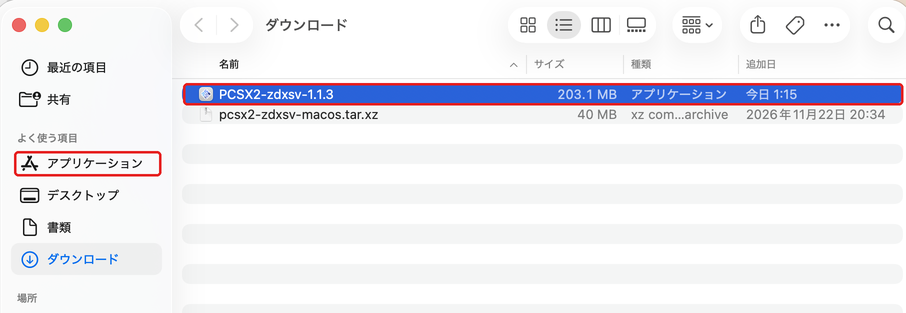 ダウンロード
最近の項目
共有
よく使う項目
アプリケーション
デスクトップ
書類
ダウンロード
場所
名前 サイズ 種類 追加日
PCSX2-zdxsv-1.1.3 203.1 MB アプリケーション 今日 1:15
pcsx2-zdxsv-macos.tar.xz 40 MB xz com...archive 2026年11月22日 20:34